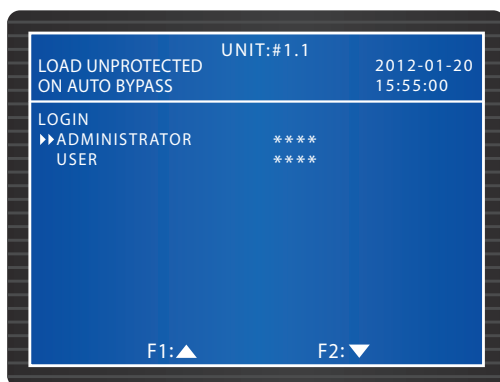 UNIT:#1.1
LOAD UNPROTECTED 2012-01-20
ON AUTO BYPASS 15:55:00
LOGIN
▸▸ADMINISTRATOR ****
USER ****
F1:▲ F2:▼